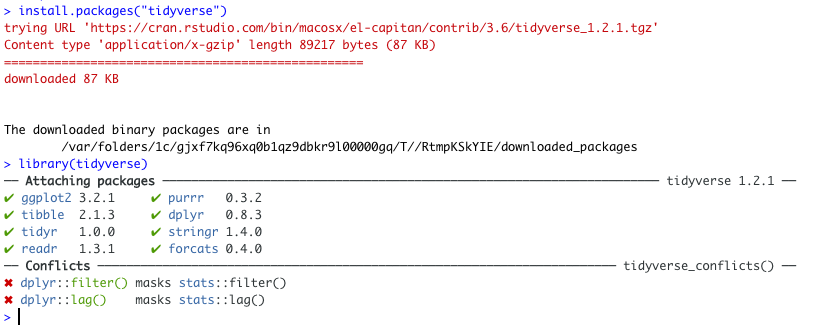 > install.packages("tidyverse")
trying URL 'https://cran.rstudio.com/bin/macosx/el-capitan/contrib/3.6/tidyverse_1.2.1.tgz'
Content type 'application/x-gzip' length 89217 bytes (87 KB)
==================================================
downloaded 87 KB
The downloaded binary packages are in
/var/folders/1c/gjxf7kq96xq0b1qz9dbkr9l00000gq/T//RtmpKSkYIE/downloaded_packages
> library(tidyverse)
── Attaching packages ──────────────────────────── tidyverse 1.2.1 ──
✔ ggplot2 3.2.1 ✔ purrr 0.3.2
✔ tibble 2.1.3 ✔ dplyr 0.8.3
✔ tidyr 1.0.0 ✔ stringr 1.4.0
✔ readr 1.3.1 ✔ forcats 0.4.0
── Conflicts ──────────────────────────── tidyverse_conflicts() ──
✖ dplyr::filter() masks stats::filter()
✖ dplyr::lag() masks stats::lag()
>